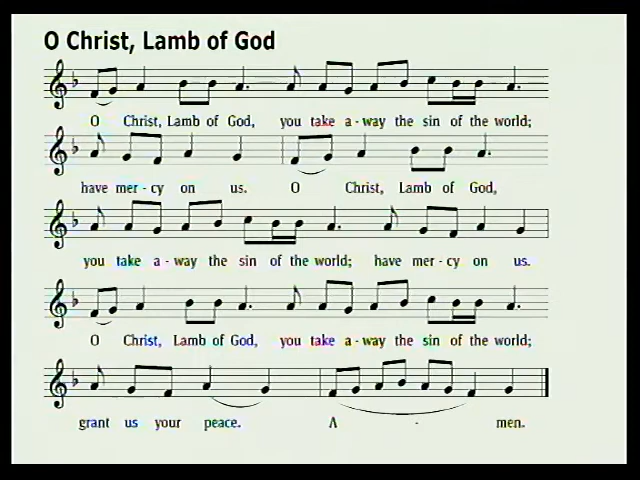 O Christ, Lamb of God
O Christ, Lamb of God, you take a - way the sin of the world;
have mer - cy on us. O Christ, Lamb of God,
you take a - way the sin of the world; have mer - cy on us.
O Christ, Lamb of God, you take a - way the sin of the world;
grant us your peace. A - men.